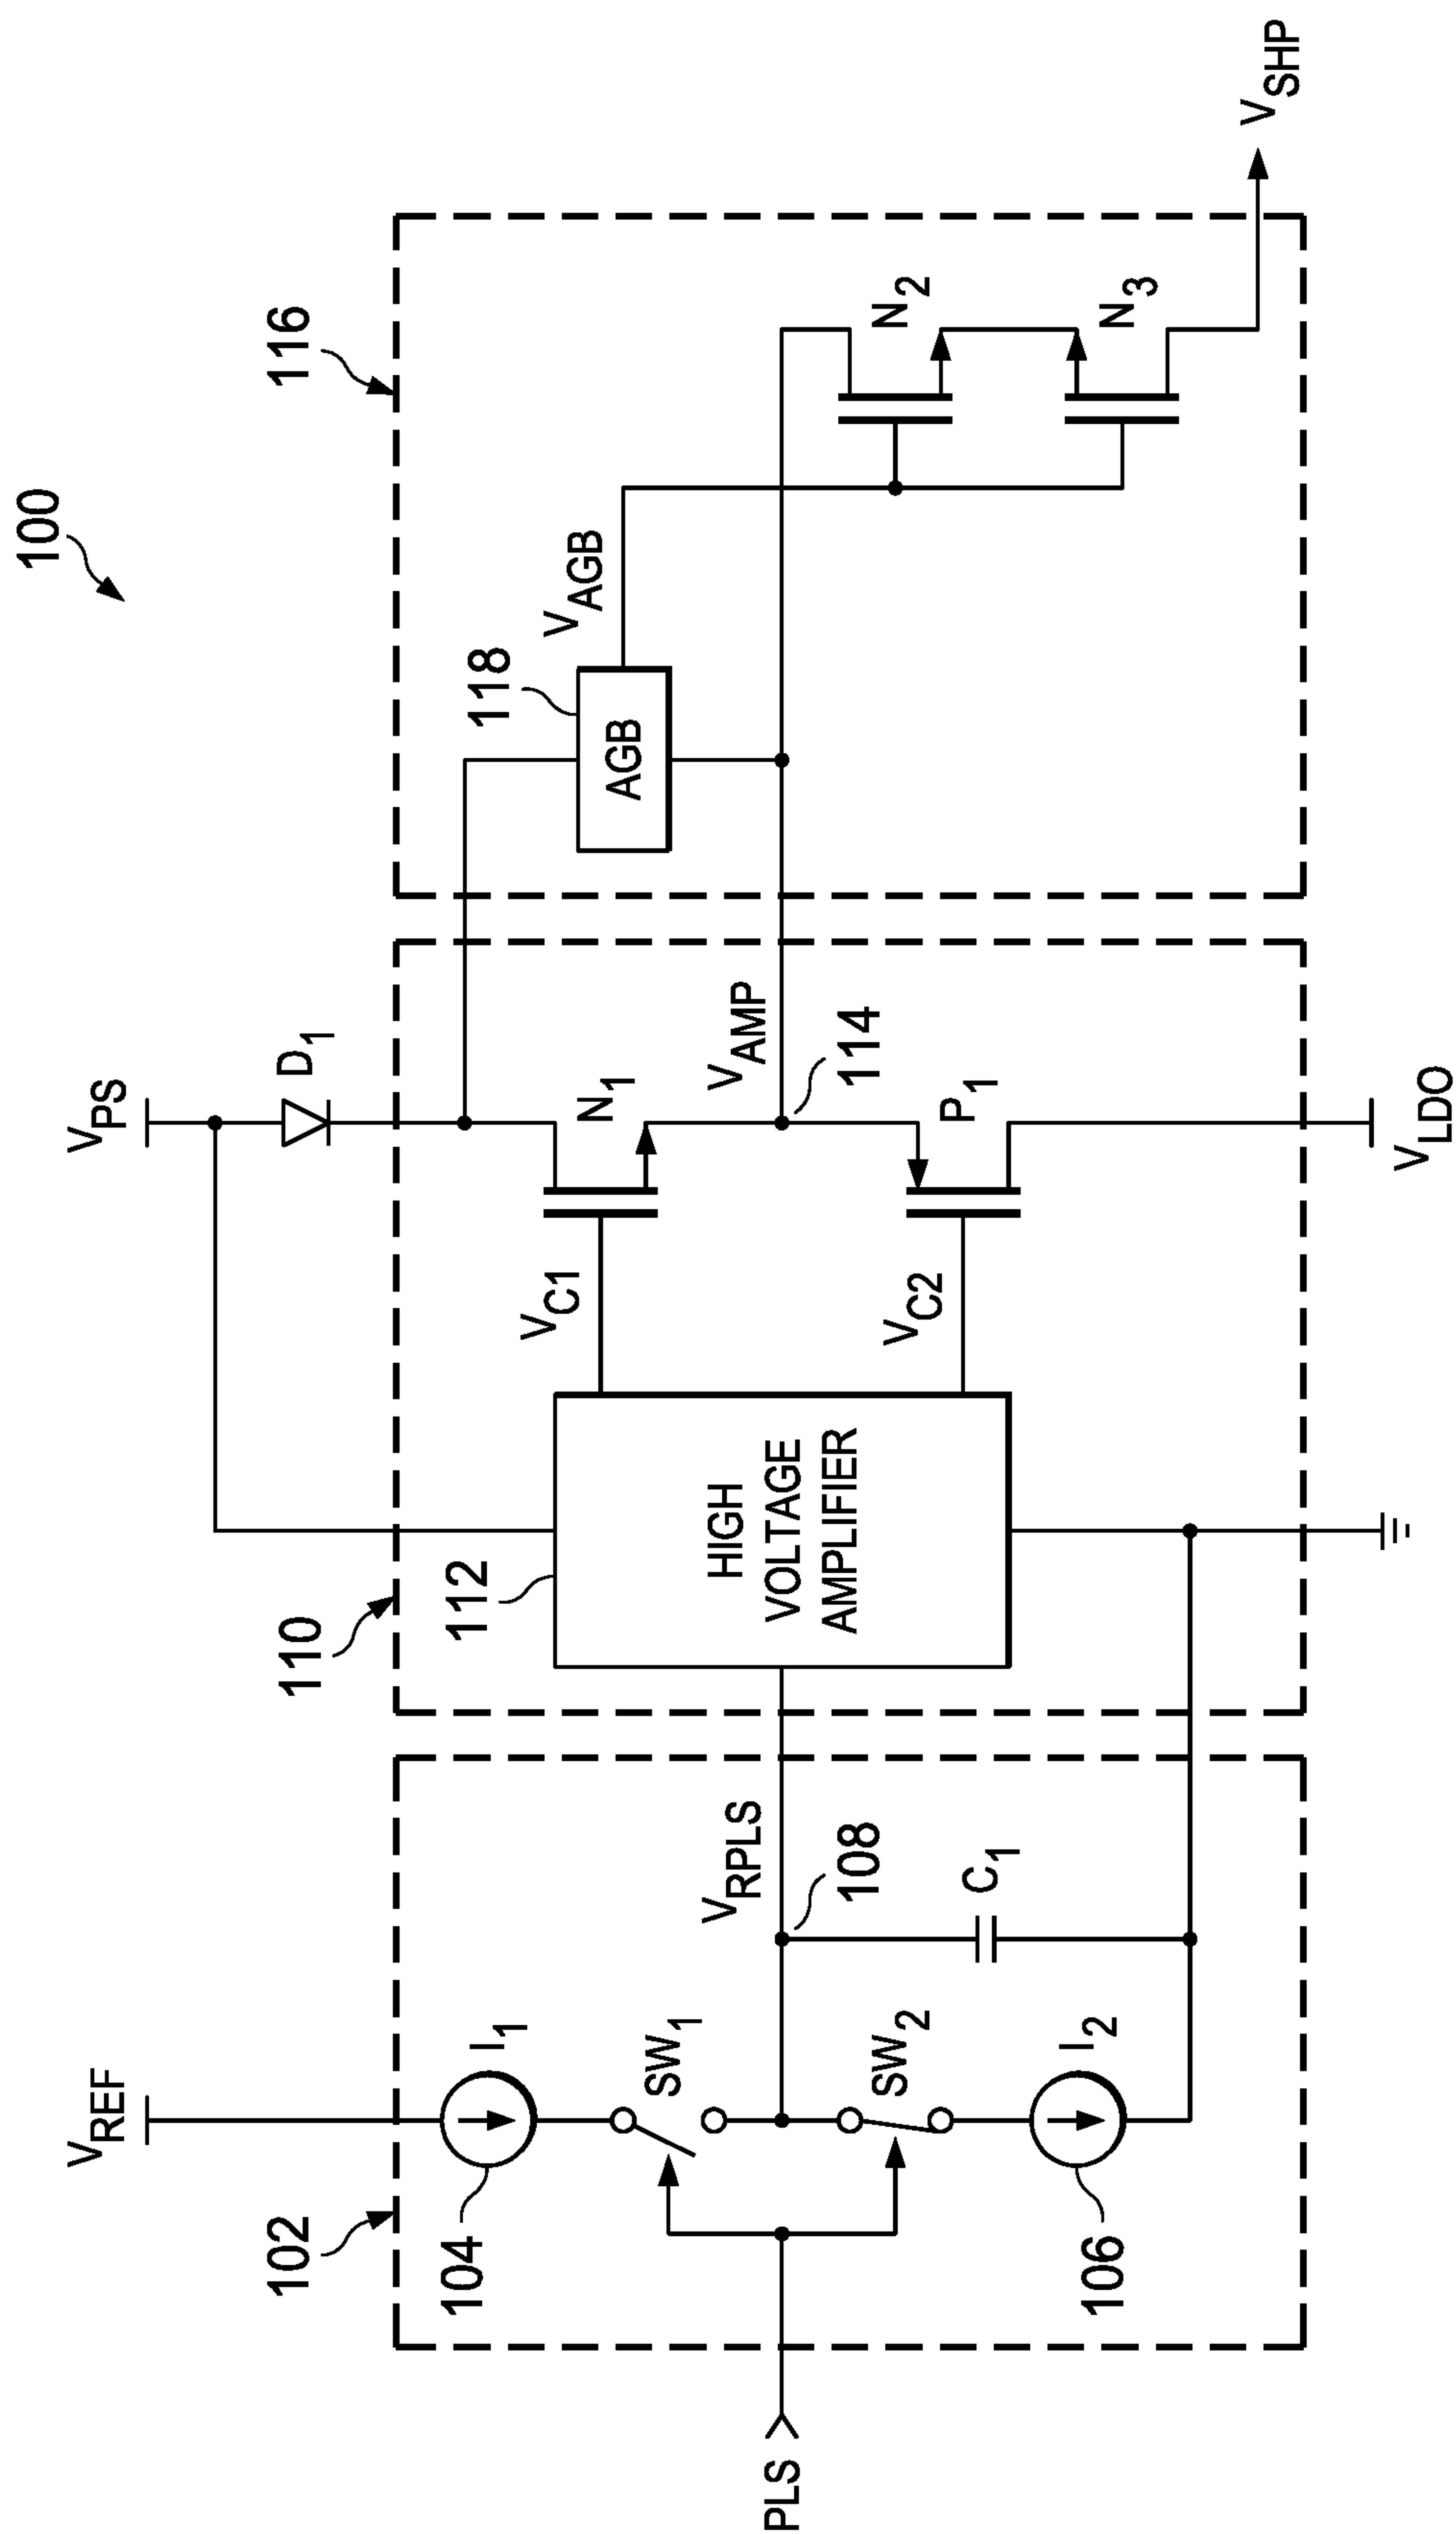 100
V_REF
V_PS
102
110
116
D_1
104
I_1
112
118
V_C1
N_1
V_AGB
AGB
SW_1
V_RPLS
HIGH
VOLTAGE
AMPLIFIER
V_AMP
PLS
108
114
SW_2
V_C2
N_2
P_1
C_1
106
I_2
N_3
V_SHP
V_LDO